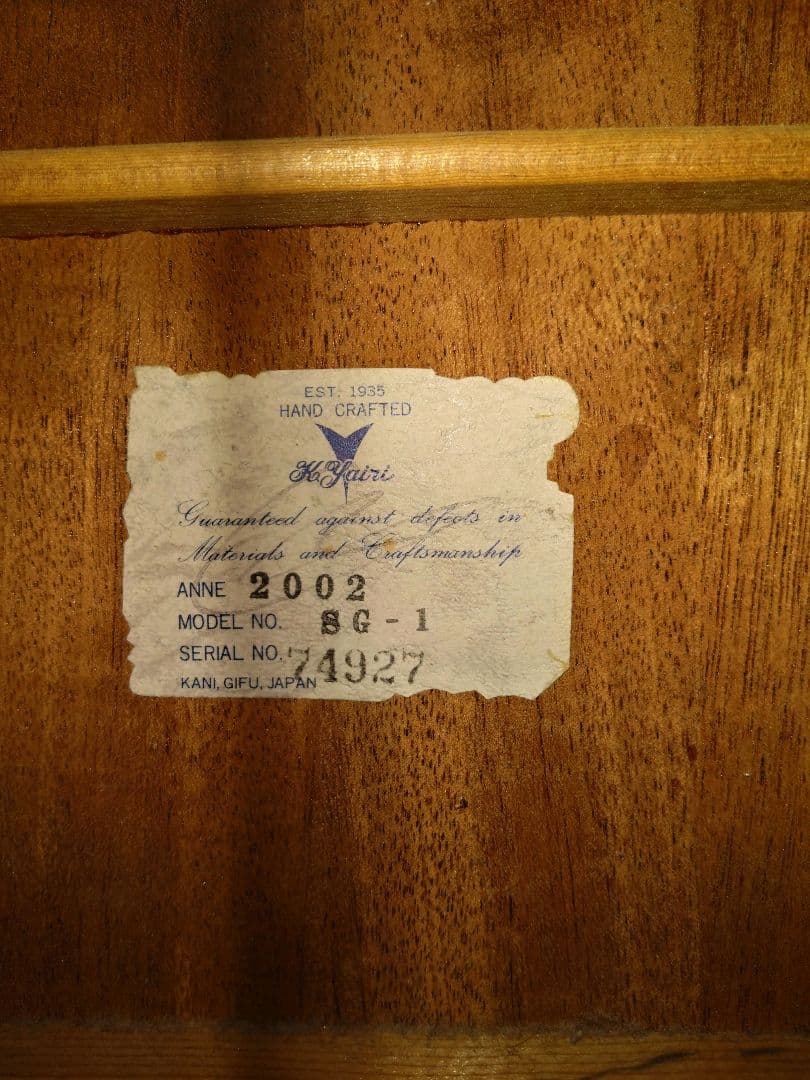 EST. 1935
HAND CRAFTED
K.Yairi
Guaranteed against defects in
Materials and Craftsmanship
ANNE 2002
MODEL NO. SG-1
SERIAL NO. 74927
KANI, GIFU, JAPAN